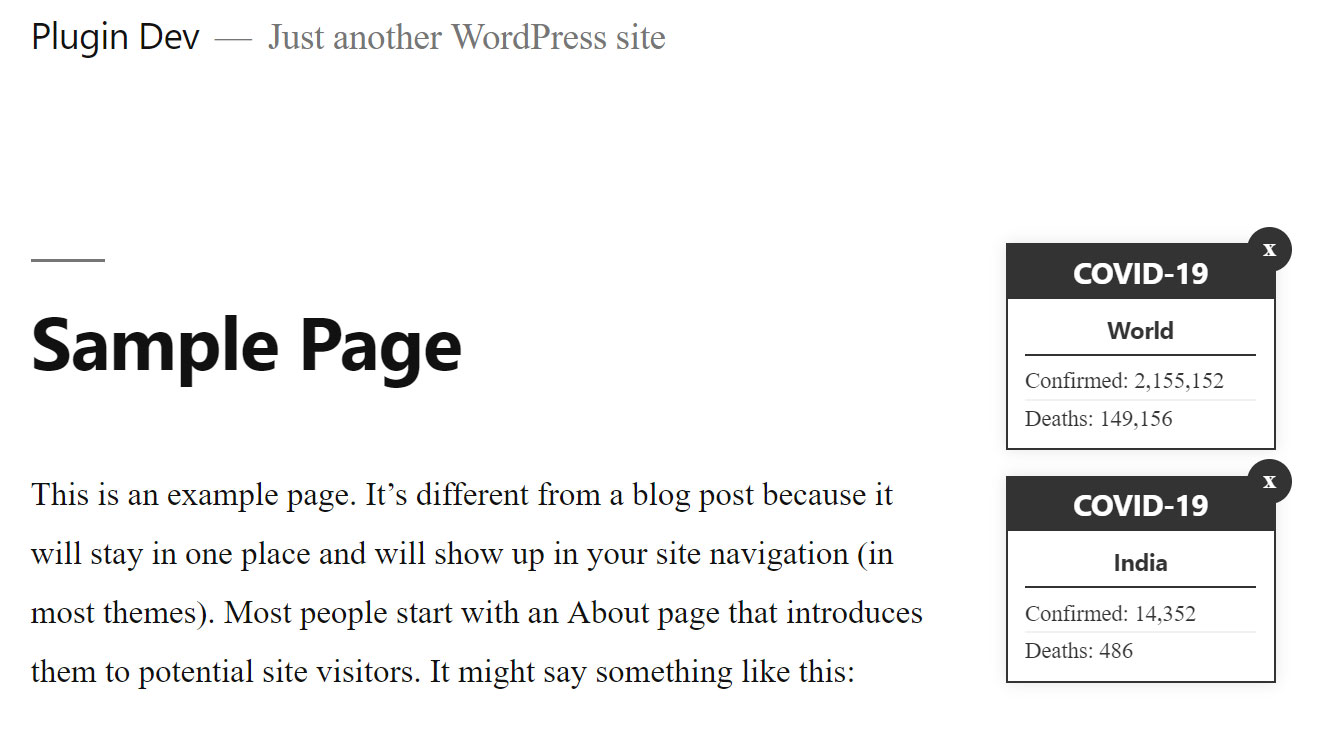 Plugin Dev — Just another WordPress site
Sample Page
This is an example page. It’s different from a blog post because it
will stay in one place and will show up in your site navigation (in
most themes). Most people start with an About page that introduces
them to potential site visitors. It might say something like this:
x
COVID-19
World
Confirmed: 2,155,152
Deaths: 149,156
x
COVID-19
India
Confirmed: 14,352
Deaths: 486